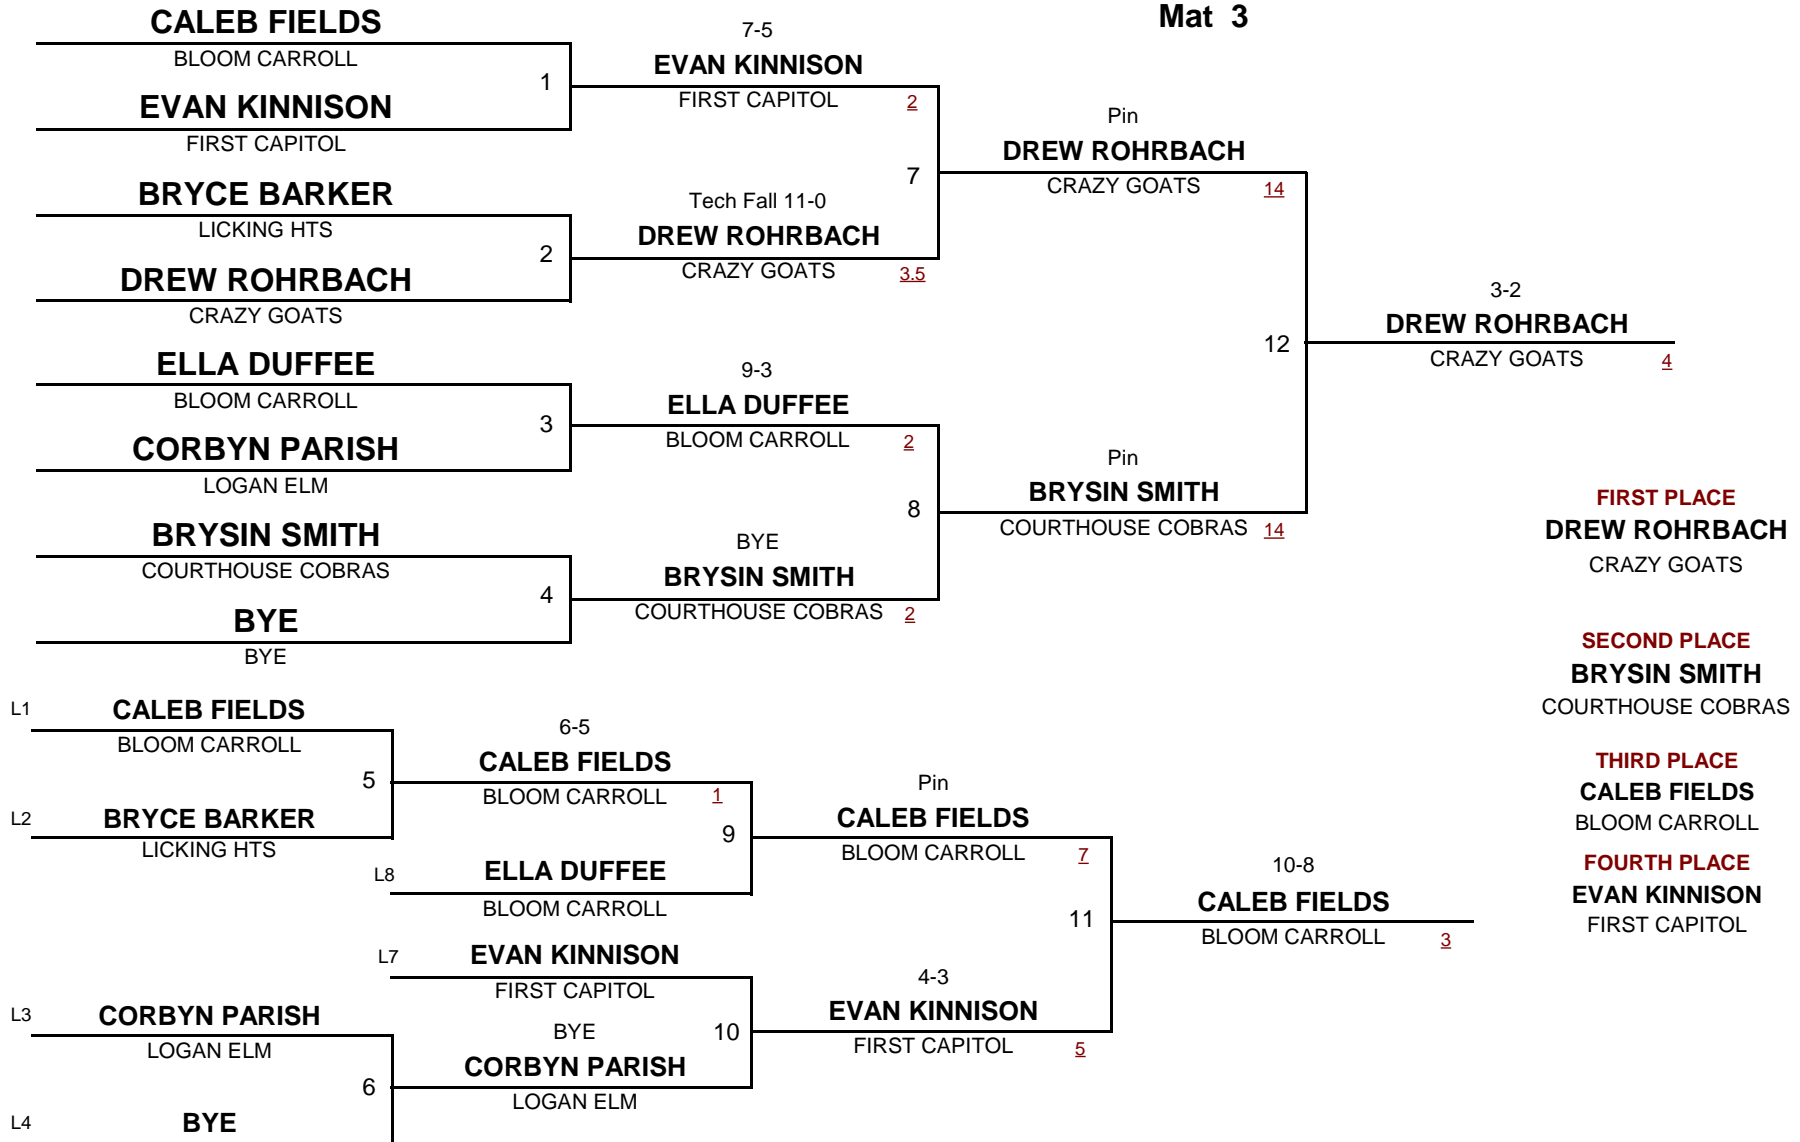 Mat 3
CALEB FIELDS
BLOOM CARROLL
1
EVAN KINNISON
FIRST CAPITOL
BRYCE BARKER
LICKING HTS
2
DREW ROHRBACH
CRAZY GOATS
ELLA DUFFEE
BLOOM CARROLL
3
CORBYN PARISH
LOGAN ELM
BRYSIN SMITH
COURTHOUSE COBRAS
4
BYE
BYE
7-5
EVAN KINNISON
FIRST CAPITOL 2
7
Tech Fall 11-0
DREW ROHRBACH
CRAZY GOATS 3.5
9-3
ELLA DUFFEE
BLOOM CARROLL 2
8
BYE
BRYSIN SMITH
COURTHOUSE COBRAS 2
Pin
DREW ROHRBACH
CRAZY GOATS 14
12
Pin
BRYSIN SMITH
COURTHOUSE COBRAS 14
3-2
DREW ROHRBACH
CRAZY GOATS 4
FIRST PLACE
DREW ROHRBACH
CRAZY GOATS
SECOND PLACE
BRYSIN SMITH
COURTHOUSE COBRAS
THIRD PLACE
CALEB FIELDS
BLOOM CARROLL
FOURTH PLACE
EVAN KINNISON
FIRST CAPITOL
L1 CALEB FIELDS
BLOOM CARROLL
5
L2 BRYCE BARKER
LICKING HTS
L3 CORBYN PARISH
LOGAN ELM
6
L4 BYE
6-5
CALEB FIELDS
BLOOM CARROLL 1
9
L8 ELLA DUFFEE
BLOOM CARROLL
L7 EVAN KINNISON
FIRST CAPITOL
BYE 10
CORBYN PARISH
LOGAN ELM
Pin
CALEB FIELDS
BLOOM CARROLL 7
11
4-3
EVAN KINNISON
FIRST CAPITOL 5
10-8
CALEB FIELDS
BLOOM CARROLL 3